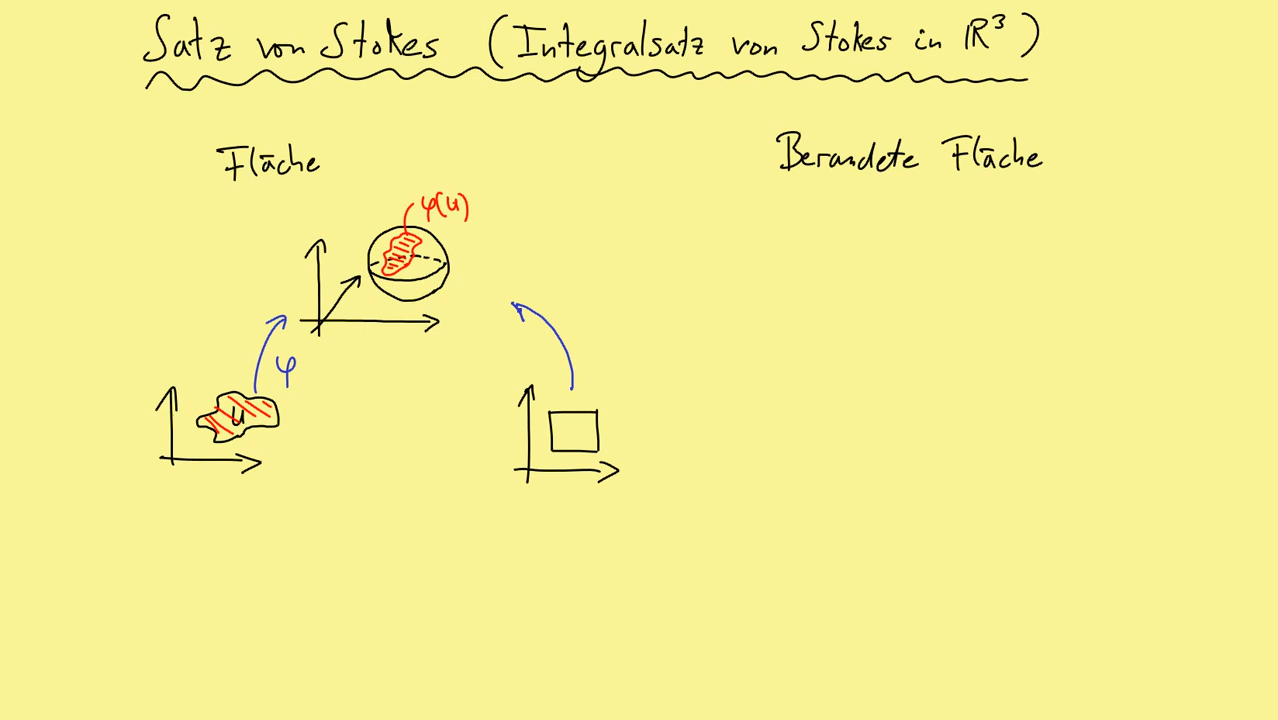 Satz von Stokes (Integralsatz von Stokes in ℝ³)
Fläche
Berandete Fläche
φ(U)
φ
U